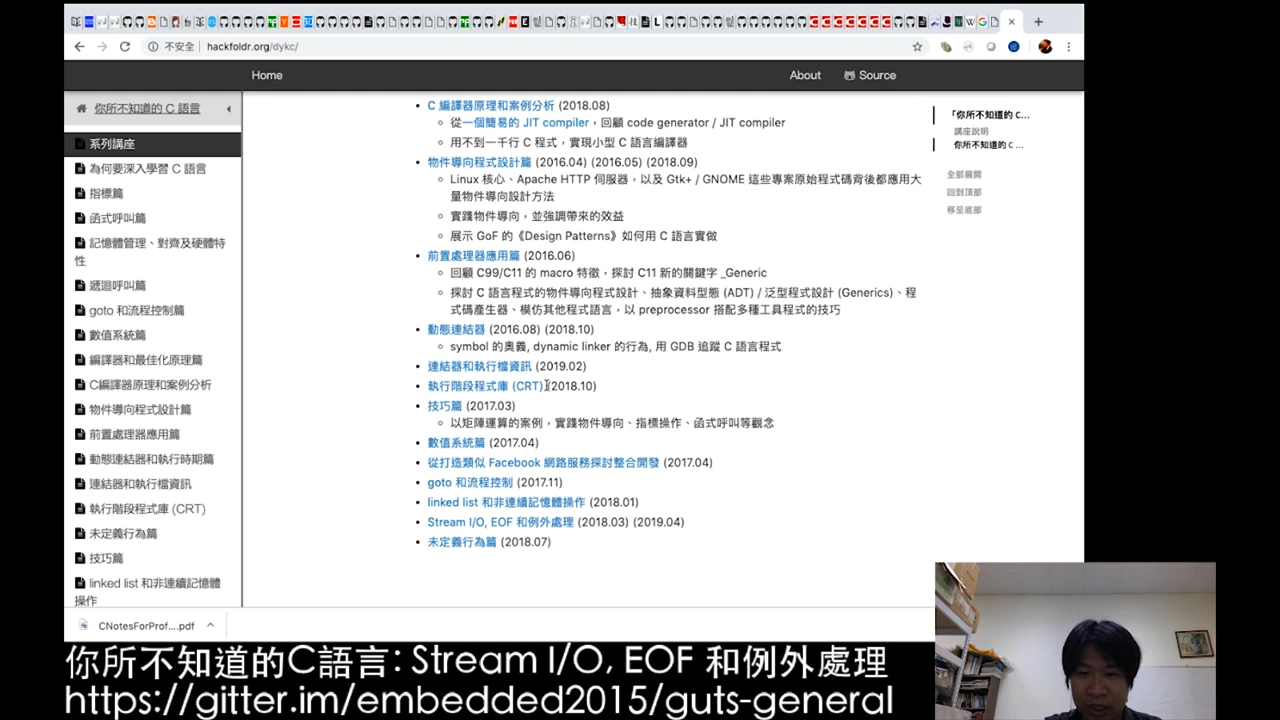 不安全 hackfoldr.org/dykc/
Home
About
Source
你所不知道的 C 語言
系列講座
為何要深入學習 C 語言
指標篇
函式呼叫篇
記憶體管理、對齊及硬體特
性
遞迴呼叫篇
goto 和流程控制篇
數值系統篇
編譯器和最佳化原理篇
C編譯器原理和案例分析
物件導向程式設計篇
前置處理器應用篇
動態連結器和執行時期篇
連結器和執行檔資訊
執行階段程式庫 (CRT)
未定義行為篇
技巧篇
linked list 和非連續記憶體
操作
C 編譯器原理和案例分析 (2018.08)
從一個簡易的 JIT compiler，回顧 code generator / JIT compiler
用不到一千行 C 程式，實現小型 C 語言編譯器
物件導向程式設計篇 (2016.04) (2016.05) (2018.09)
Linux 核心、Apache HTTP 伺服器，以及 Gtk+ / GNOME 這些專案原始程式碼背後都應用大
量物件導向設計方法
實踐物件導向，並強調帶來的效益
展示 GoF 的《Design Patterns》如何用 C 語言實做
前置處理器應用篇 (2016.06)
回顧 C99/C11 的 macro 特徵，探討 C11 新的關鍵字 _Generic
探討 C 語言程式的物件導向程式設計、抽象資料型態 (ADT) / 泛型程式設計 (Generics)、程
式碼產生器、模仿其他程式語言，以 preprocessor 搭配多種工具程式的技巧
動態連結器 (2016.08) (2018.10)
symbol 的奧義, dynamic linker 的行為, 用 GDB 追蹤 C 語言程式
連結器和執行檔資訊 (2019.02)
執行階段程式庫 (CRT) (2018.10)
技巧篇 (2017.03)
以矩陣運算的案例，實踐物件導向、指標操作、函式呼叫等觀念
數值系統篇 (2017.04)
從打造類似 Facebook 網路服務探討整合開發 (2017.04)
goto 和流程控制 (2017.11)
linked list 和非連續記憶體操作 (2018.01)
Stream I/O, EOF 和例外處理 (2018.03) (2019.04)
未定義行為篇 (2018.07)
「你所不知道的 C...
講座說明
你所不知道的 C ...
全部展開
回到頂部
移至底部
CNotesForProf....pdf
你所不知道的C語言: Stream I/O, EOF 和例外處理
https://gitter.im/embedded2015/guts-general